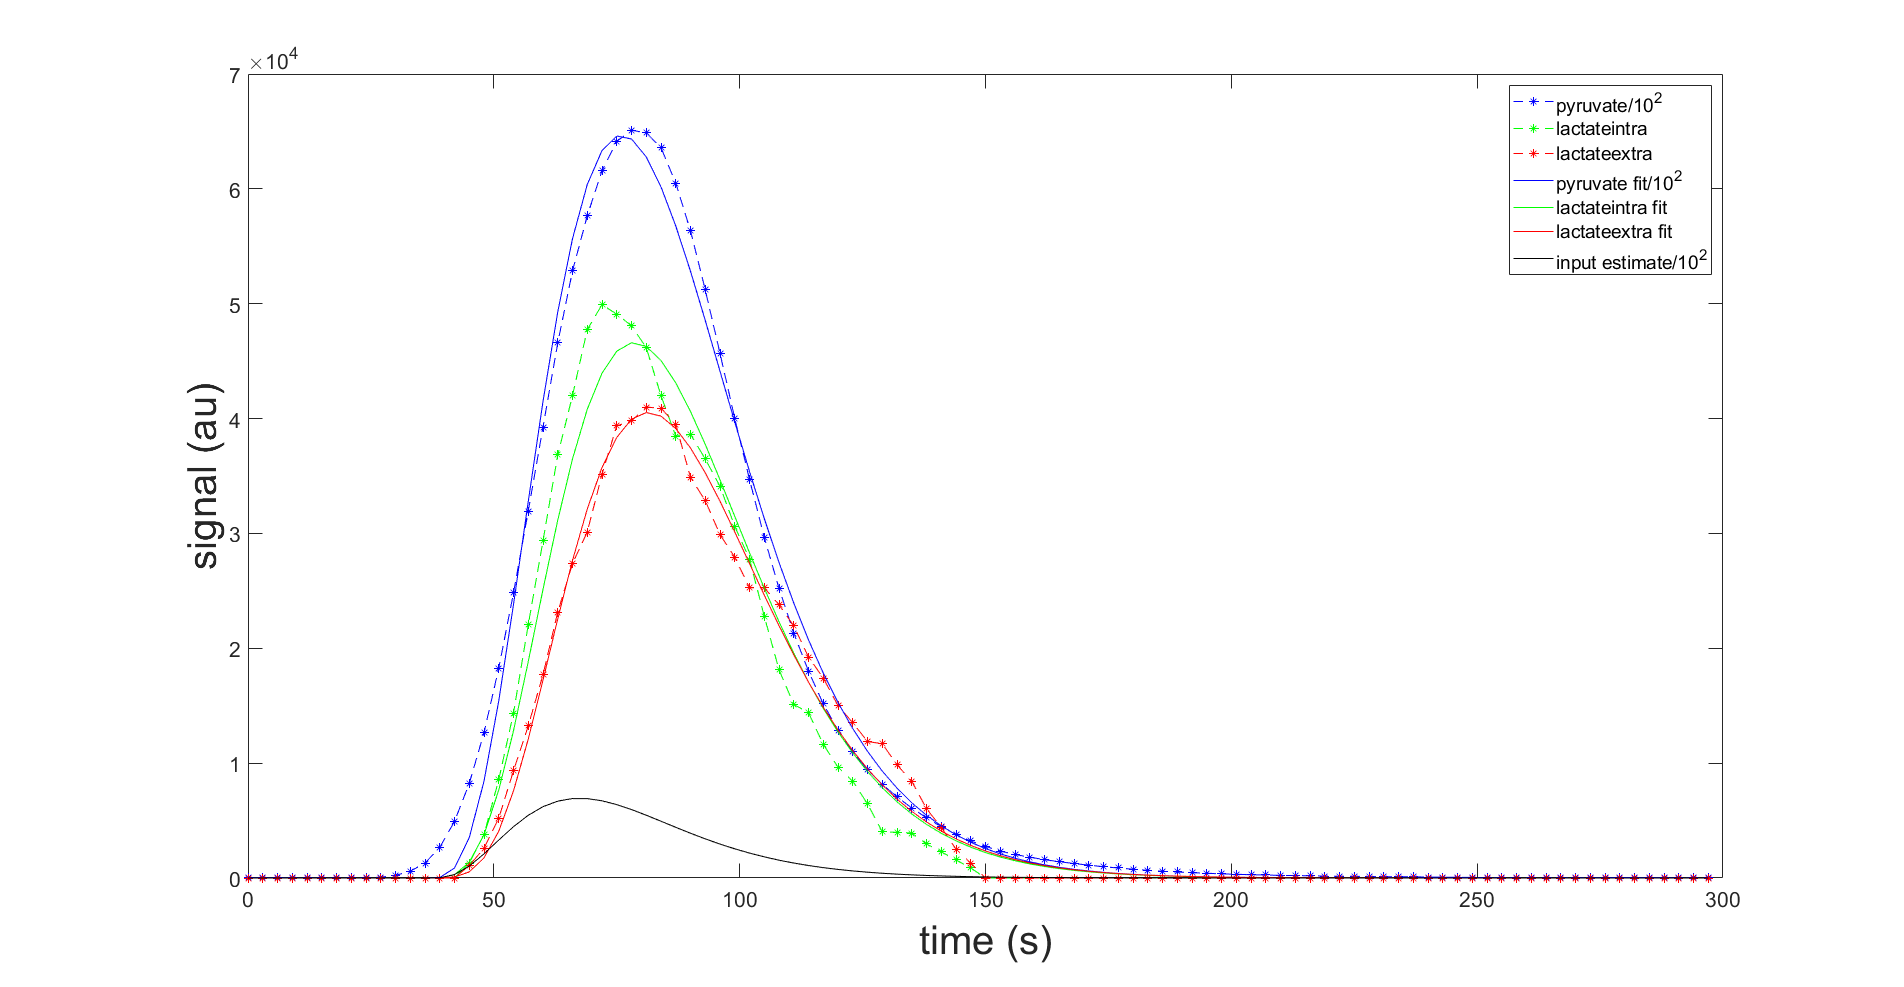 ×10^4
7
6
5
4
3
2
1
0
signal (au)
0 50 100 150 200 250 300
time (s)
pyruvate/10^2
lactateintra
lactateextra
pyruvate fit/10^2
lactateintra fit
lactateextra fit
input estimate/10^2